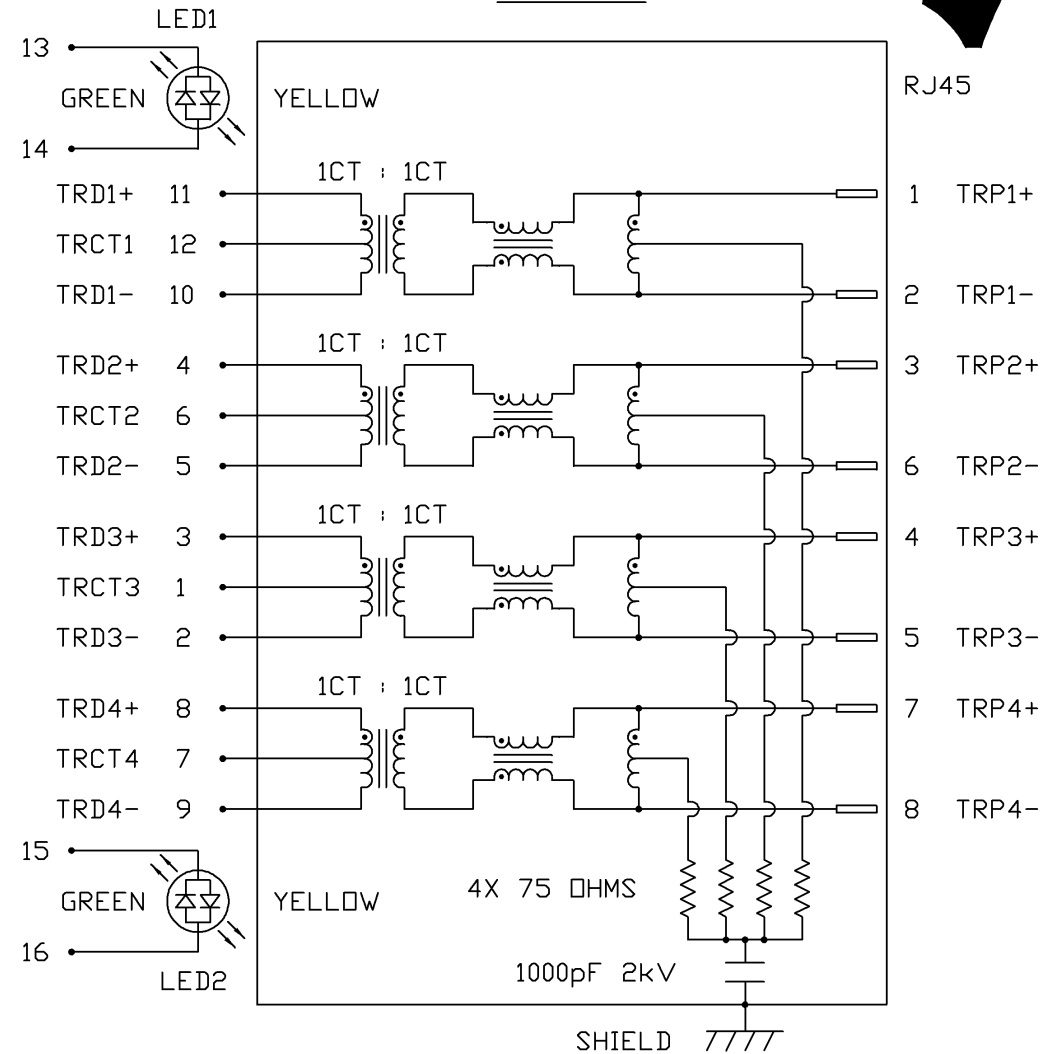 LED1
13
GREEN YELLOW RJ45
14
1CT : 1CT
TRD1+ 11 1 TRP1+
TRCT1 12
TRD1- 10 2 TRP1-
1CT : 1CT
TRD2+ 4 3 TRP2+
TRCT2 6
TRD2- 5 6 TRP2-
1CT : 1CT
TRD3+ 3 4 TRP3+
TRCT3 1
TRD3- 2 5 TRP3-
1CT : 1CT
TRD4+ 8 7 TRP4+
TRCT4 7
TRD4- 9 8 TRP4-
15
GREEN YELLOW 4X 75 OHMS
16
LED2 1000pF 2kV
SHIELD